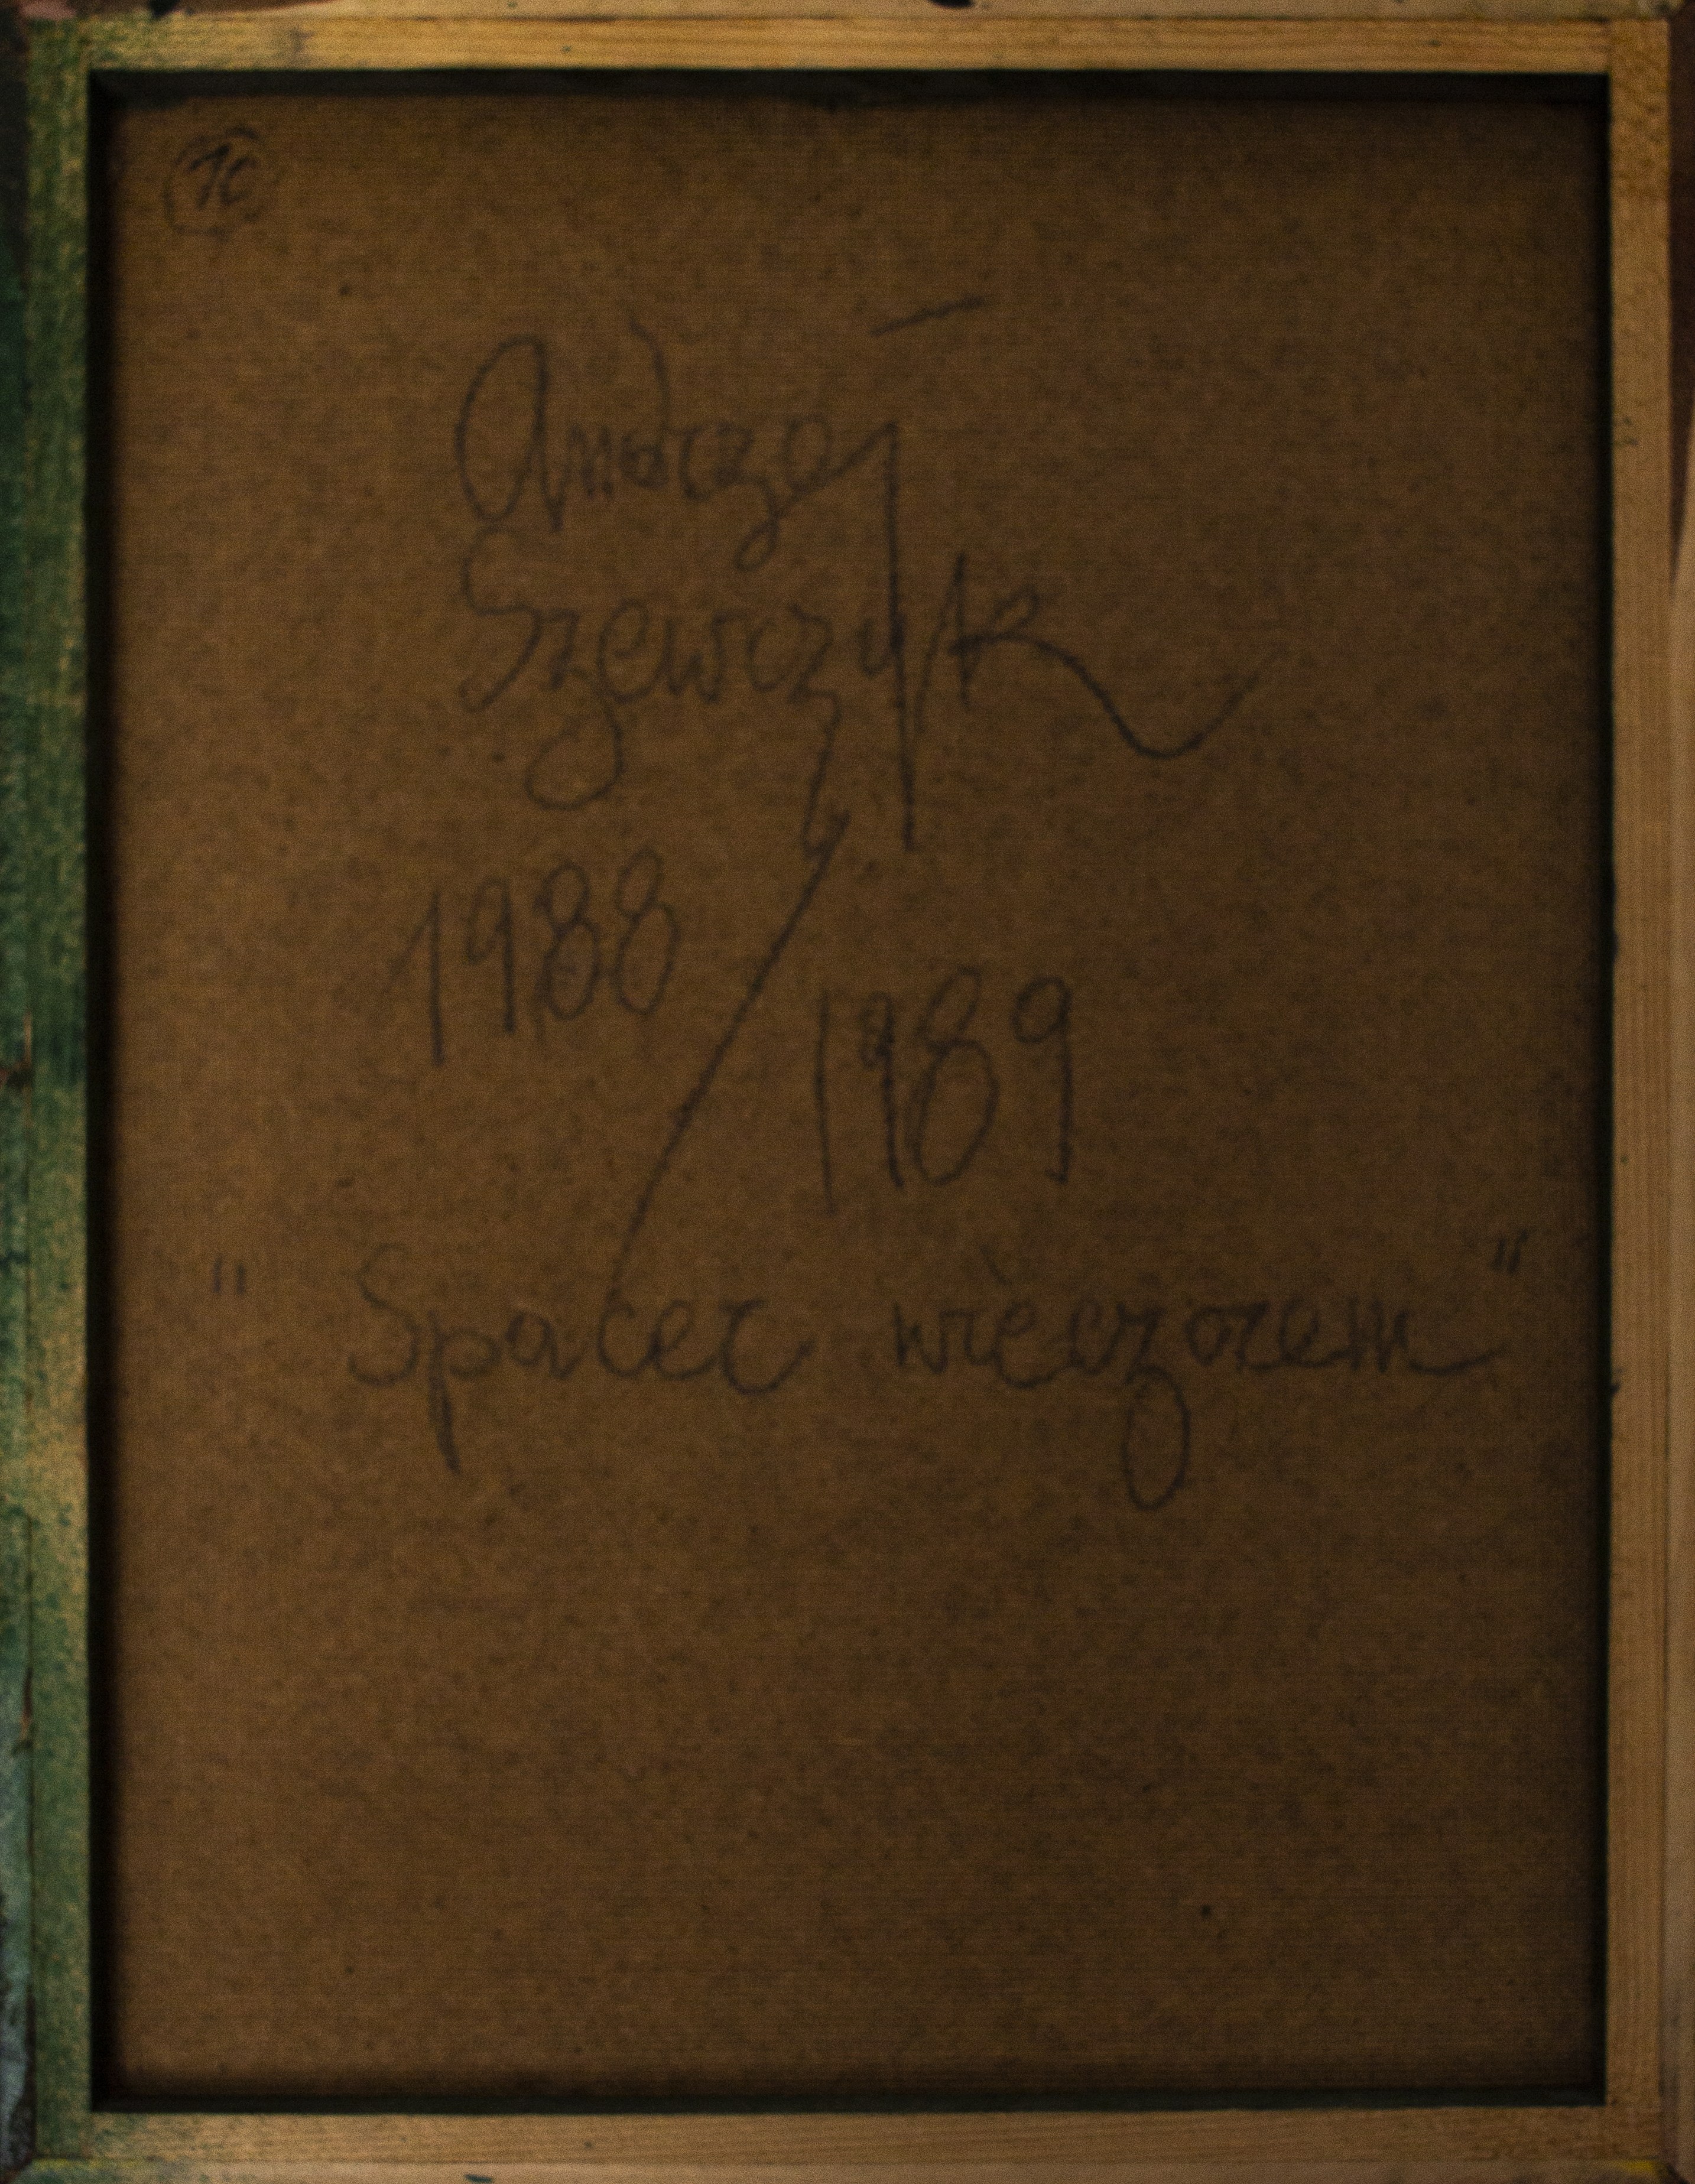 Andrzej
Szewczyk
1988 / 1989
" Spacer wieczorem "